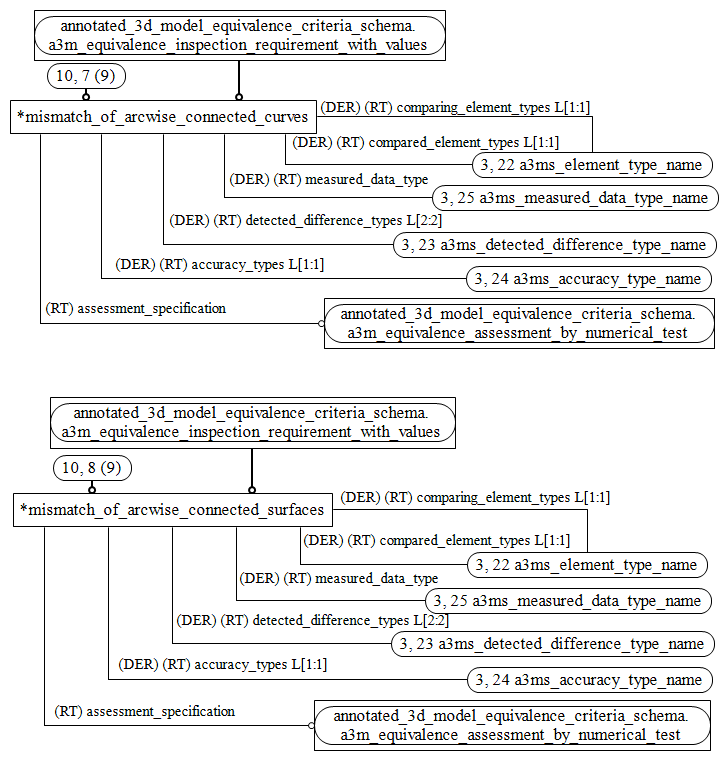 annotated_3d_model_equivalence_criteria_schema.
a3m_equivalence_inspection_requirement_with_values
10, 7 (9)
*mismatch_of_arcwise_connected_curves
(DER) (RT) comparing_element_types L[1:1]
(DER) (RT) compared_element_types L[1:1]
3, 22 a3ms_element_type_name
(DER) (RT) measured_data_type
3, 25 a3ms_measured_data_type_name
(DER) (RT) detected_difference_types L[2:2]
3, 23 a3ms_detected_difference_type_name
(DER) (RT) accuracy_types L[1:1]
3, 24 a3ms_accuracy_type_name
(RT) assessment_specification
annotated_3d_model_equivalence_criteria_schema.
a3m_equivalence_assessment_by_numerical_test
annotated_3d_model_equivalence_criteria_schema.
a3m_equivalence_inspection_requirement_with_values
10, 8 (9)
*mismatch_of_arcwise_connected_surfaces
(DER) (RT) comparing_element_types L[1:1]
(DER) (RT) compared_element_types L[1:1]
3, 22 a3ms_element_type_name
(DER) (RT) measured_data_type
3, 25 a3ms_measured_data_type_name
(DER) (RT) detected_difference_types L[2:2]
3, 23 a3ms_detected_difference_type_name
(DER) (RT) accuracy_types L[1:1]
3, 24 a3ms_accuracy_type_name
(RT) assessment_specification
annotated_3d_model_equivalence_criteria_schema.
a3m_equivalence_assessment_by_numerical_test